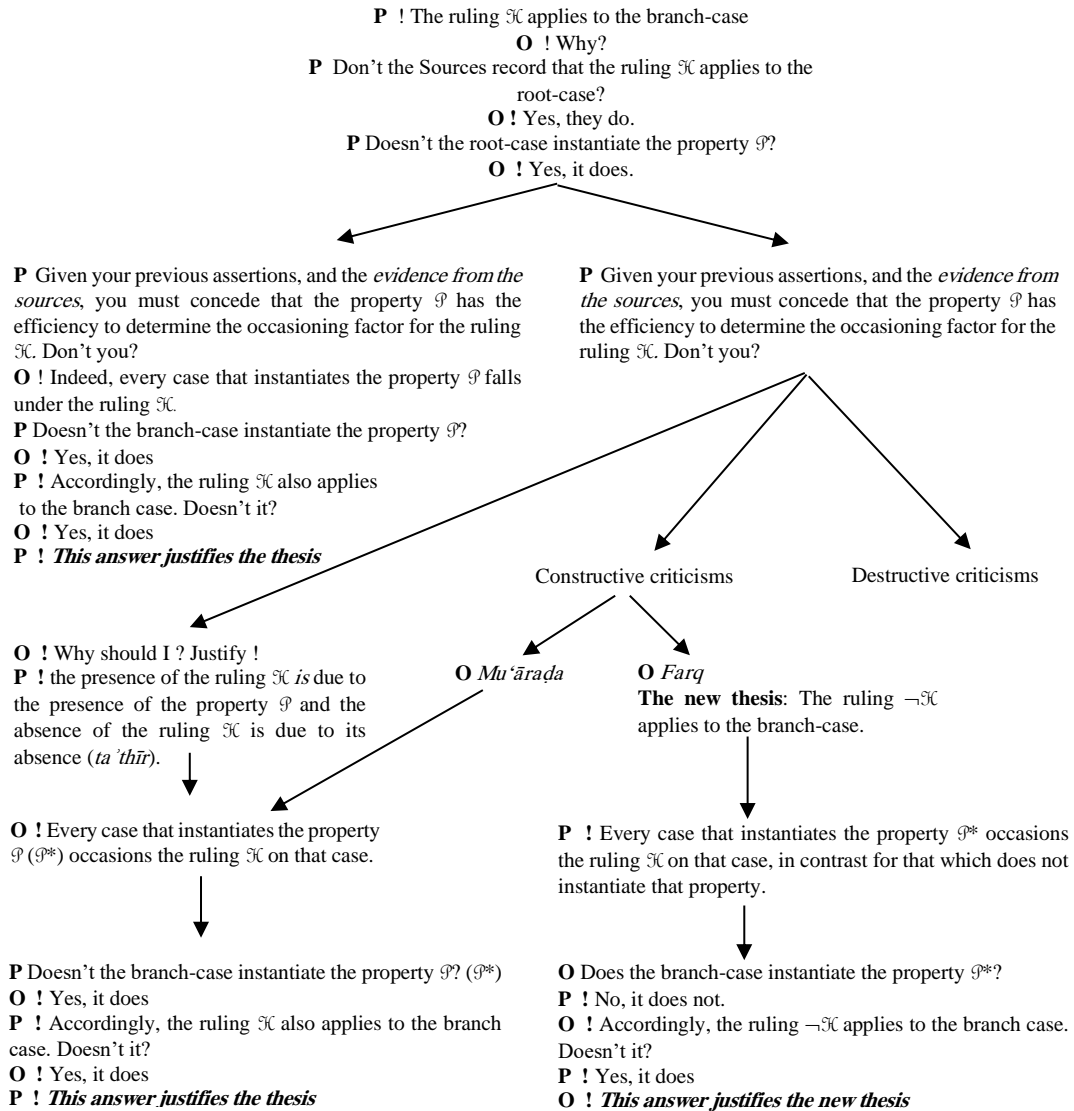 P ! The ruling ℋ applies to the branch-case
O ! Why?
P Don't the Sources record that the ruling ℋ applies to the
root-case?
O ! Yes, they do.
P Doesn't the root-case instantiate the property 𝒫?
O ! Yes, it does.
P Given your previous assertions, and the evidence from the
sources, you must concede that the property 𝒫 has the
efficiency to determine the occasioning factor for the ruling
ℋ. Don't you?
O ! Indeed, every case that instantiates the property 𝒫 falls
under the ruling ℋ.
P Doesn't the branch-case instantiate the property 𝒫?
O ! Yes, it does
P ! Accordingly, the ruling ℋ also applies
to the branch case. Doesn't it?
O ! Yes, it does
P ! This answer justifies the thesis
P Given your previous assertions, and the evidence from
the sources, you must concede that the property 𝒫 has
the efficiency to determine the occasioning factor for the
ruling ℋ. Don't you?
Constructive criticisms
Destructive criticisms
O ! Why should I ? Justify !
P ! the presence of the ruling ℋ is due to
the presence of the property 𝒫 and the
absence of the ruling ℋ is due to its
absence (ta'thīr).
O Mu'āraḍa
O Farq
The new thesis: The ruling ¬ℋ
applies to the branch-case.
O ! Every case that instantiates the property
𝒫 (𝒫*) occasions the ruling ℋ on that case.
P ! Every case that instantiates the property 𝒫* occasions
the ruling ℋ on that case, in contrast for that which does not
instantiate that property.
P Doesn't the branch-case instantiate the property 𝒫? (𝒫*)
O ! Yes, it does
P ! Accordingly, the ruling ℋ also applies to the branch
case. Doesn't it?
O ! Yes, it does
P ! This answer justifies the thesis
O Does the branch-case instantiate the property 𝒫*?
P ! No, it does not.
O ! Accordingly, the ruling ¬ℋ applies to the branch case.
Doesn't it?
P ! Yes, it does
O ! This answer justifies the new thesis